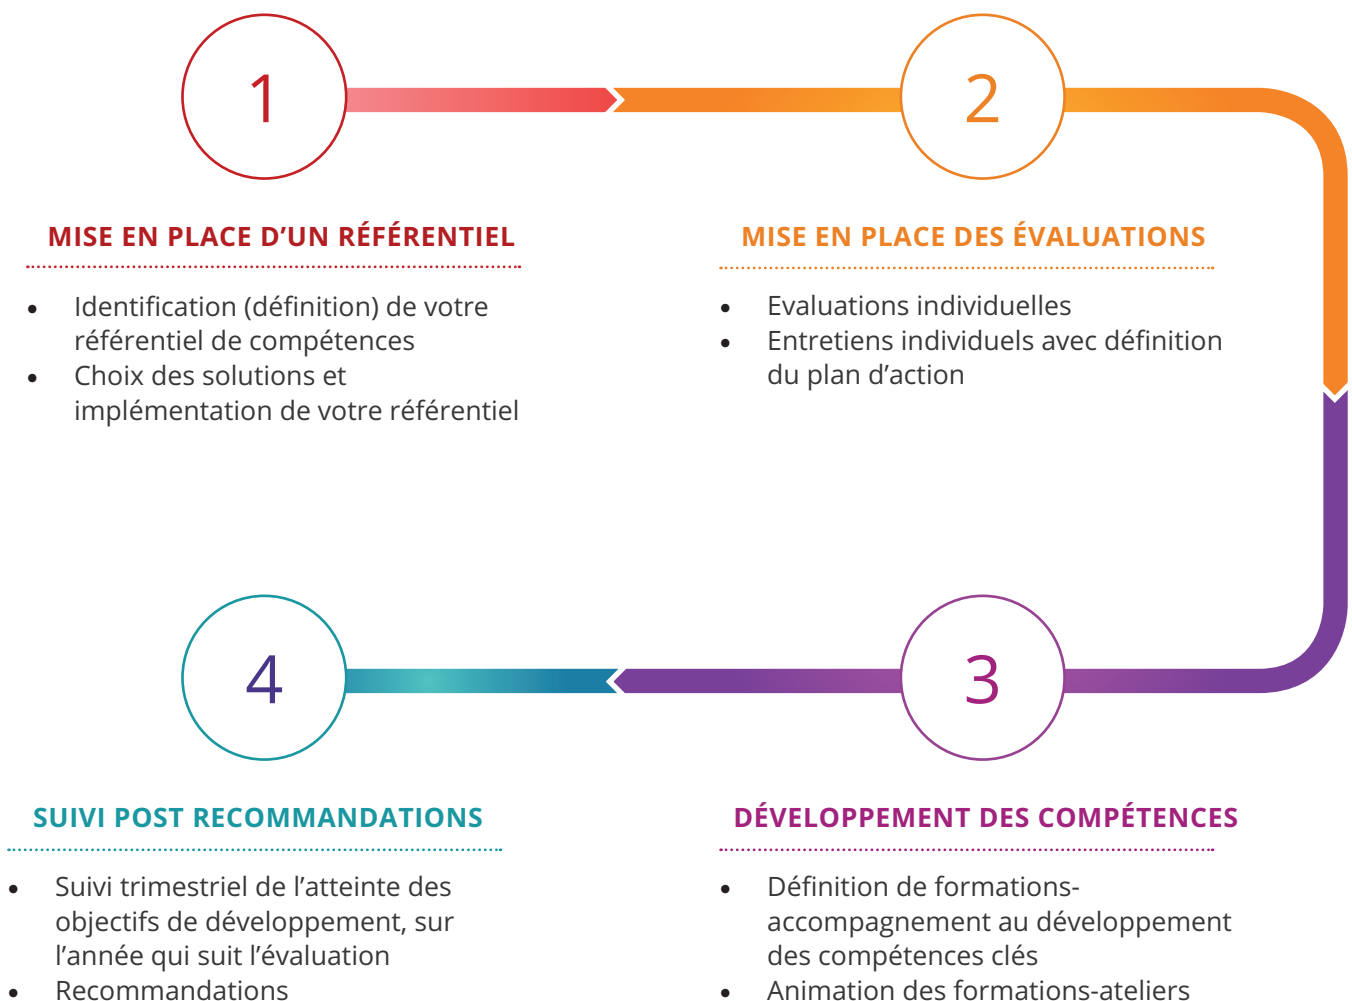 1
MISE EN PLACE D’UN RÉFÉRENTIEL
• Identification (définition) de votre
référentiel de compétences
• Choix des solutions et
implémentation de votre référentiel
2
MISE EN PLACE DES ÉVALUATIONS
• Evaluations individuelles
• Entretiens individuels avec définition
du plan d’action
3
DÉVELOPPEMENT DES COMPÉTENCES
• Définition de formations-
accompagnement au développement
des compétences clés
• Animation des formations-ateliers
4
SUIVI POST RECOMMANDATIONS
• Suivi trimestriel de l’atteinte des
objectifs de développement, sur
l’année qui suit l’évaluation
• Recommandations